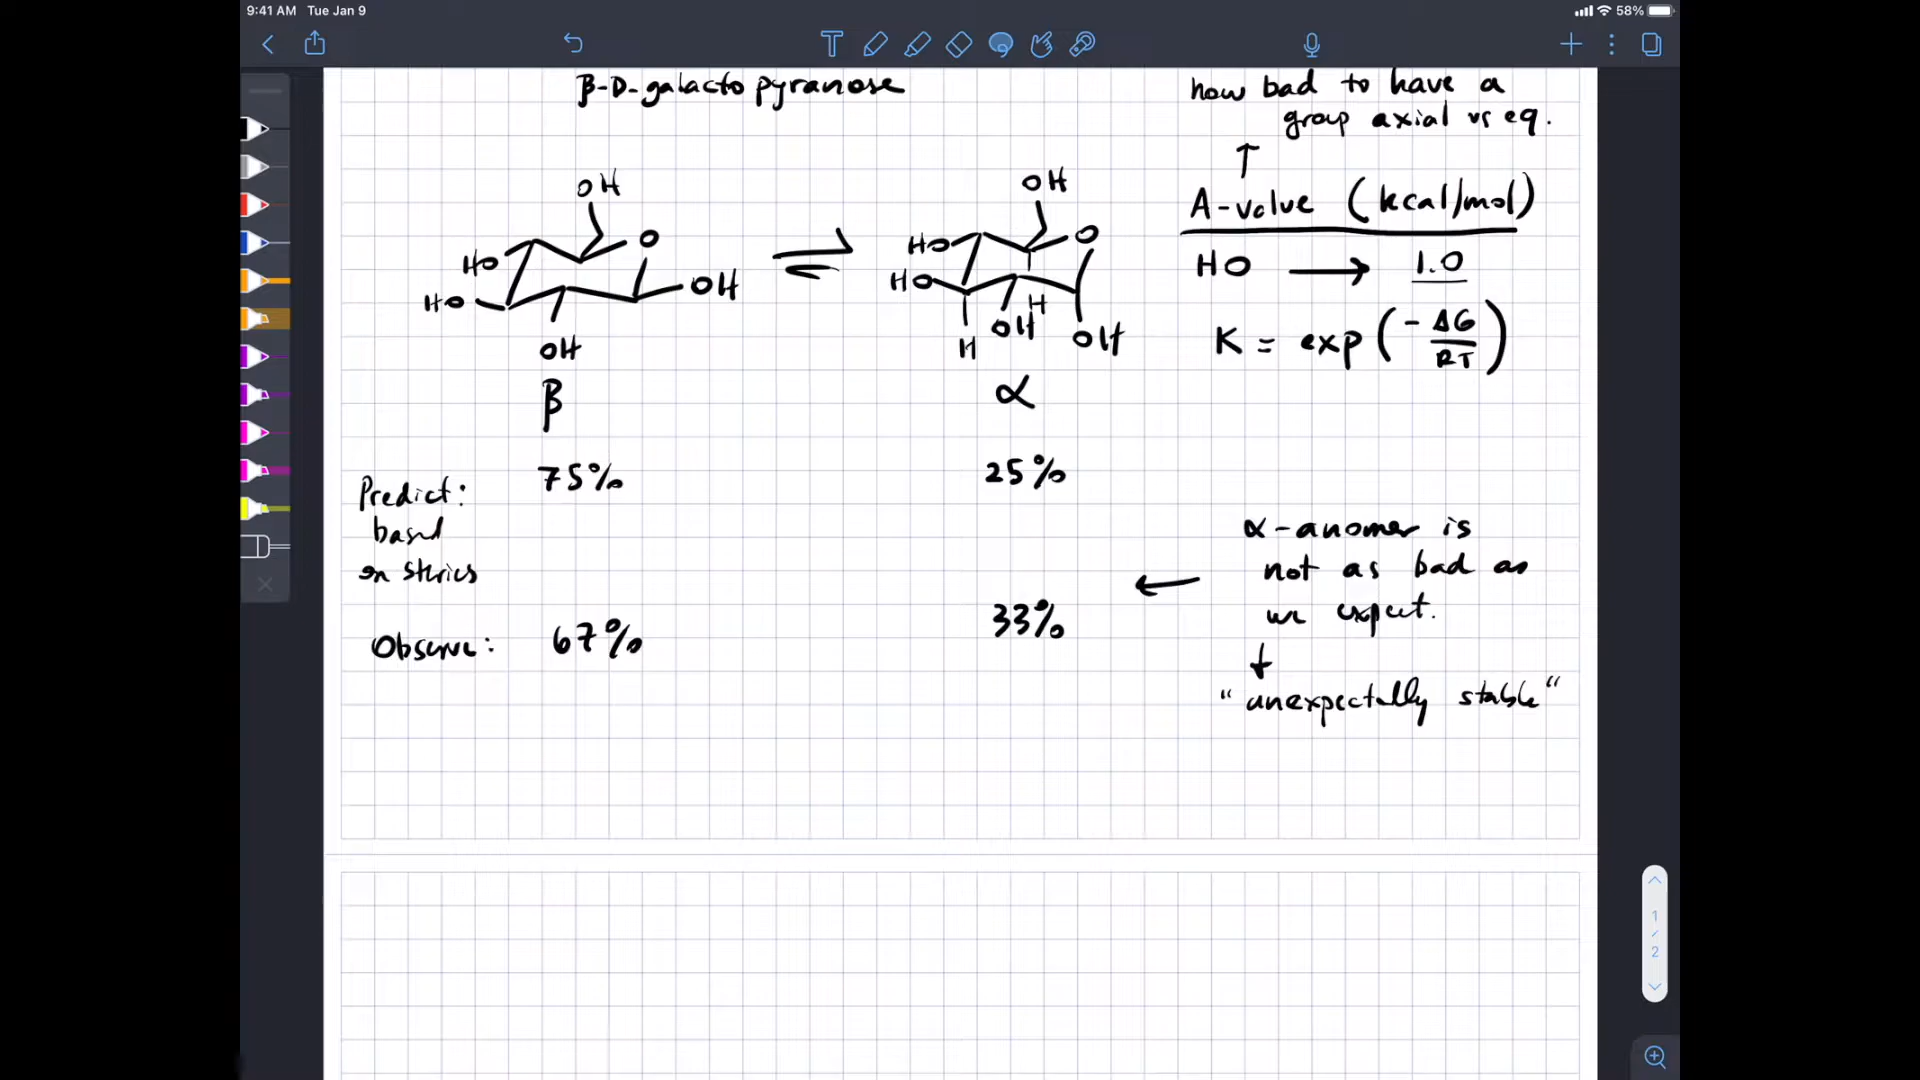 9:41 AM Tue Jan 9
58%
β-D-galactopyranose
how bad to have a
group axial vs eq.
↑
A-value (kcal/mol)
HO → 1.0
K = exp (-ΔG/RT)
OH
HO
O
HO
OH
OH
β
OH
HO
O
HO
H
OH
H
OH
α
Predict:
based
on sterics
75%
25%
Observe:
67%
33%
α-anomer is
not as bad as
we expect.
"unexpectally stable"
1
/
2